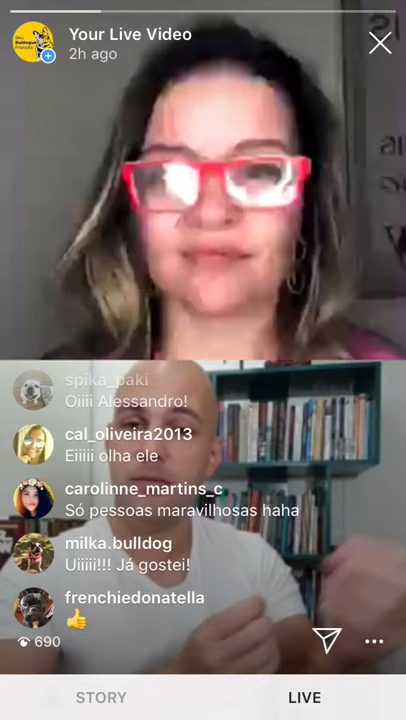 Your Live Video
2h ago
spika_paki
Oiiii Alessandro!
cal_oliveira2013
Eiiiii olha ele
carolinne_martins_c
Só pessoas maravilhosas haha
milka.bulldog
Uiiiii!!! Já gostei!
frenchiedonatella
👍
690
STORY
LIVE